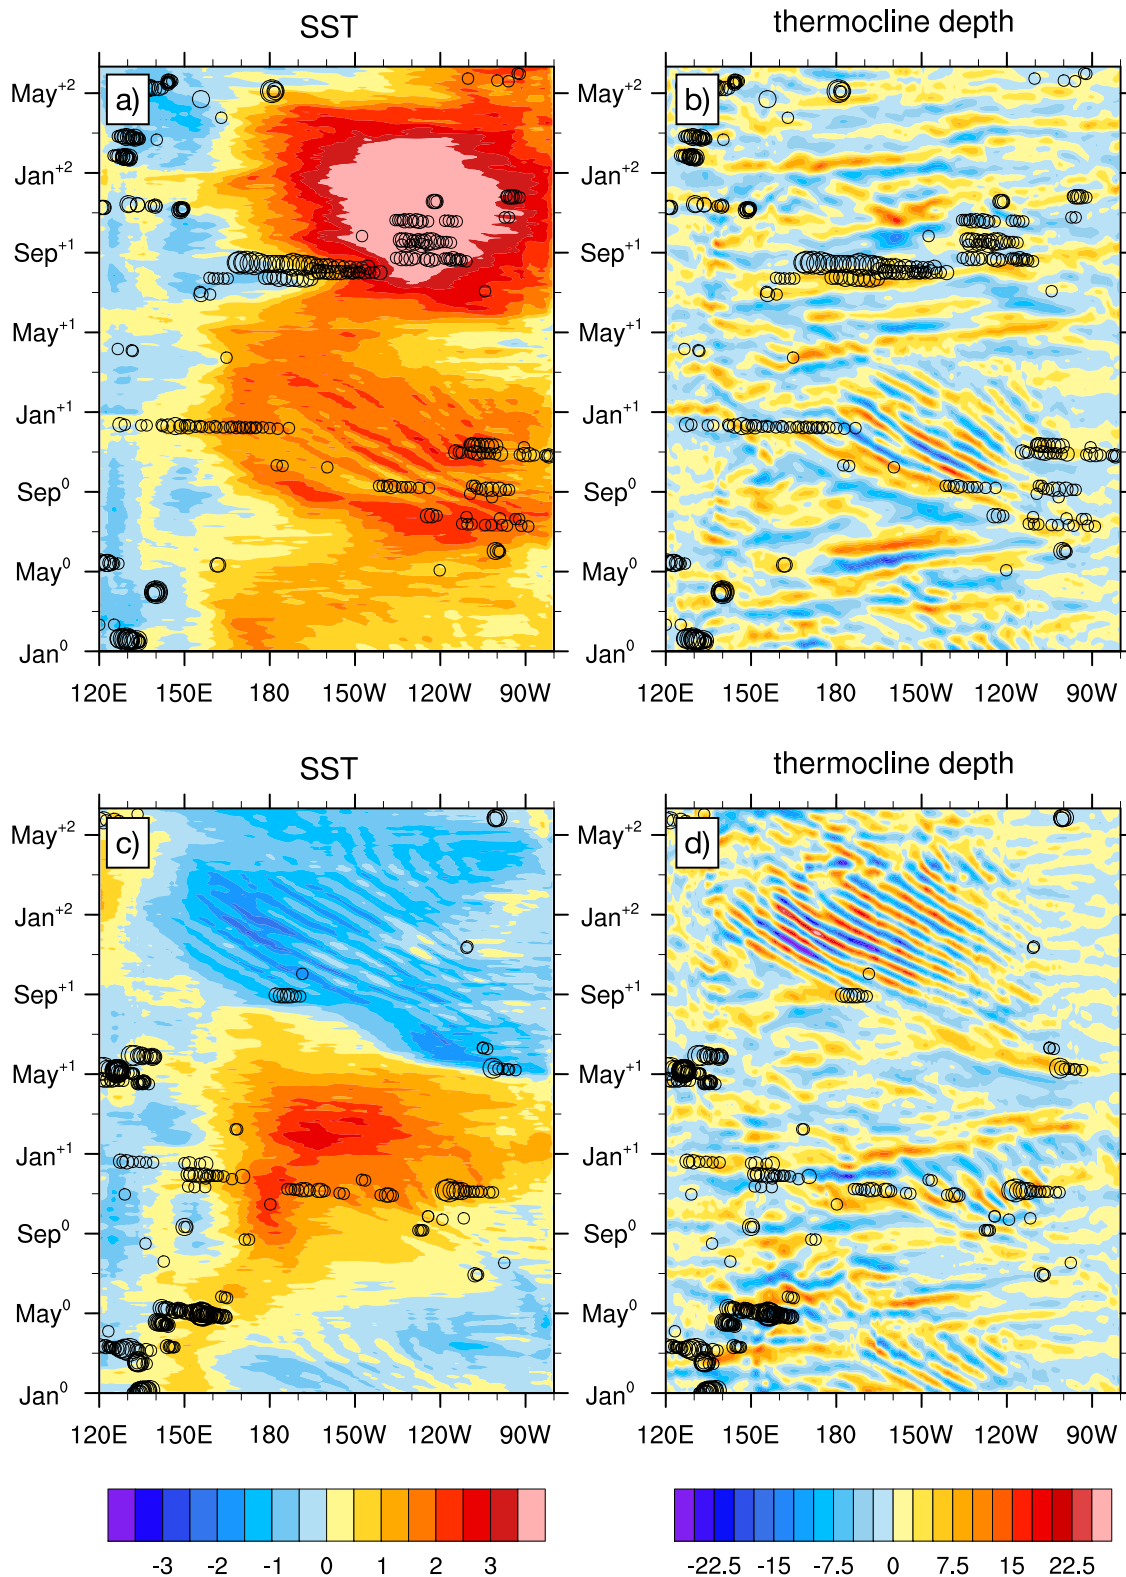 SST
thermocline depth
a)
b)
May+2
Jan+2
Sep+1
May+1
Jan+1
Sep0
May0
Jan0
May+2
Jan+2
Sep+1
May+1
Jan+1
Sep0
May0
Jan0
120E 150E 180 150W 120W 90W
120E 150E 180 150W 120W 90W
SST
thermocline depth
c)
d)
May+2
Jan+2
Sep+1
May+1
Jan+1
Sep0
May0
Jan0
May+2
Jan+2
Sep+1
May+1
Jan+1
Sep0
May0
Jan0
120E 150E 180 150W 120W 90W
120E 150E 180 150W 120W 90W
-3 -2 -1 0 1 2 3
-22.5 -15 -7.5 0 7.5 15 22.5